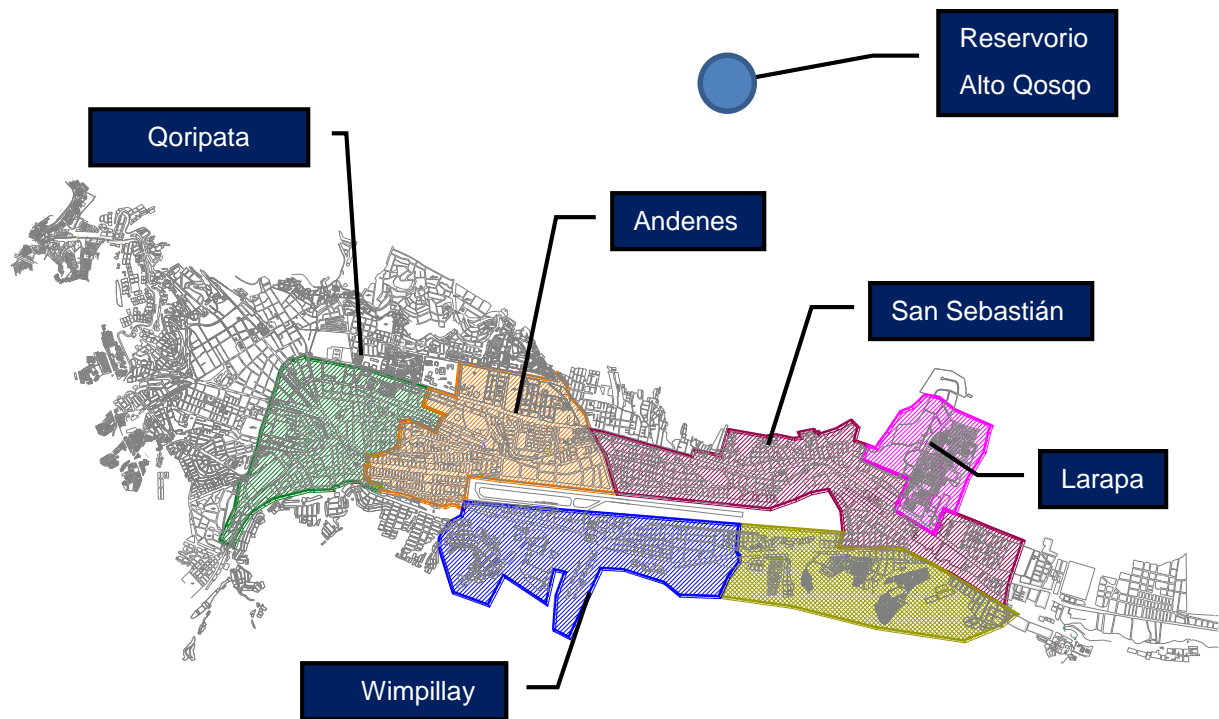 Reservorio
Alto Qosqo
Qoripata
Andenes
San Sebastián
Larapa
Wimpillay